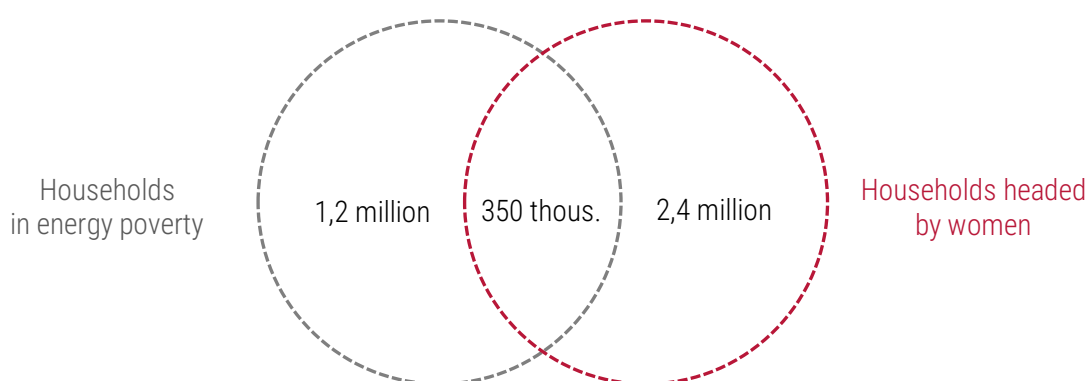 Households
in energy poverty
1,2 million
350 thous.
2,4 million
Households headed
by women